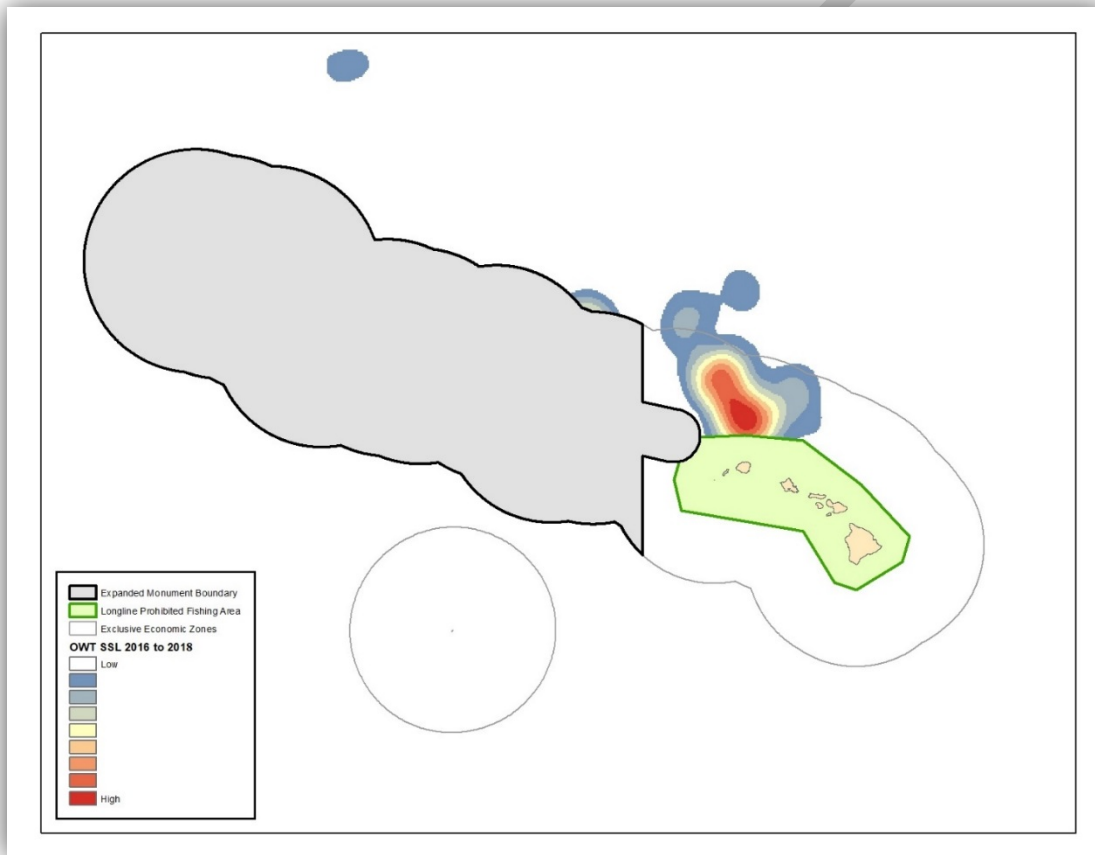 Expanded Monument Boundary
Longline Prohibited Fishing Area
Exclusive Economic Zones
OWT SSL 2016 to 2018
Low
High